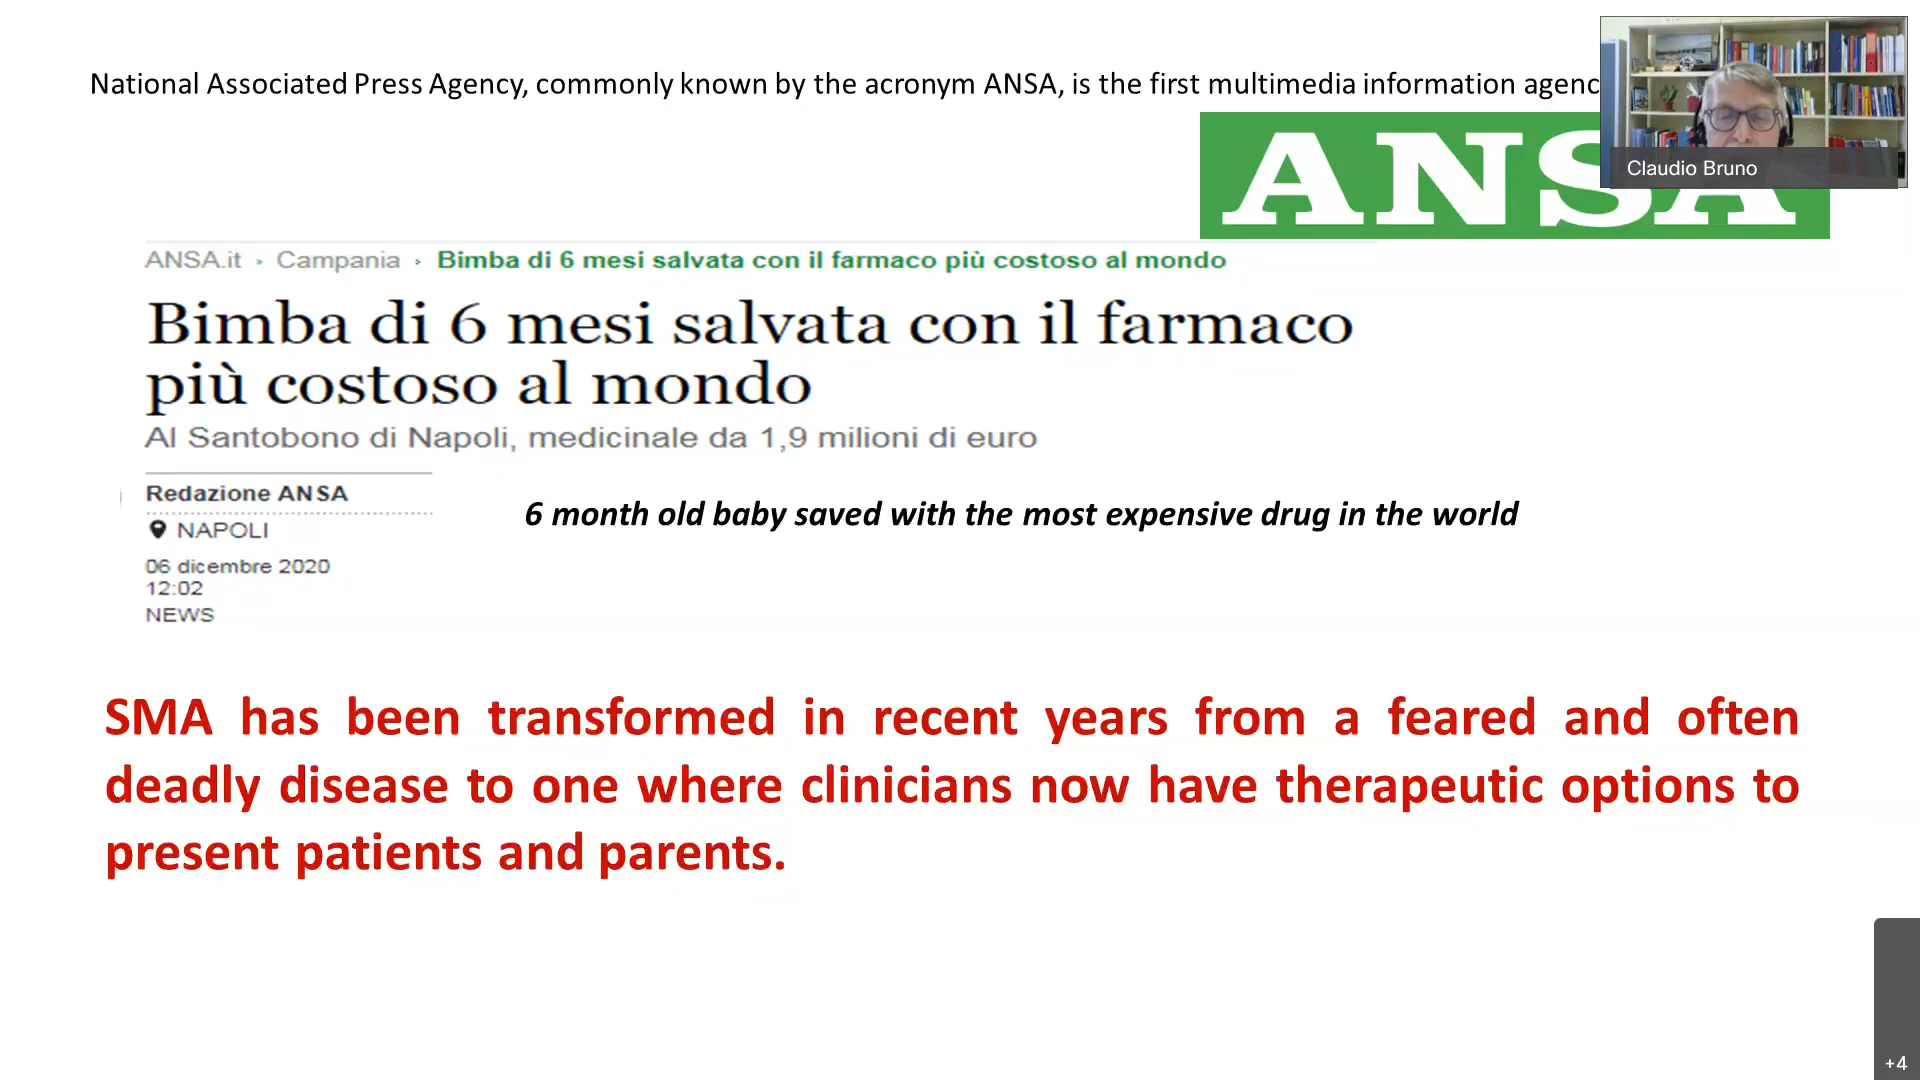 National Associated Press Agency, commonly known by the acronym ANSA, is the first multimedia information
ANSA
Claudio Bruno
ANSA.it › Campania › Bimba di 6 mesi salvata con il farmaco più costoso al mondo
Bimba di 6 mesi salvata con il farmaco
più costoso al mondo
Al Santobono di Napoli, medicinale da 1,9 milioni di euro
Redazione ANSA
NAPOLI
06 dicembre 2020
12:02
NEWS
6 month old baby saved with the most expensive drug in the world
SMA has been transformed in recent years from a feared and often
deadly disease to one where clinicians now have therapeutic options to
present patients and parents.
+4